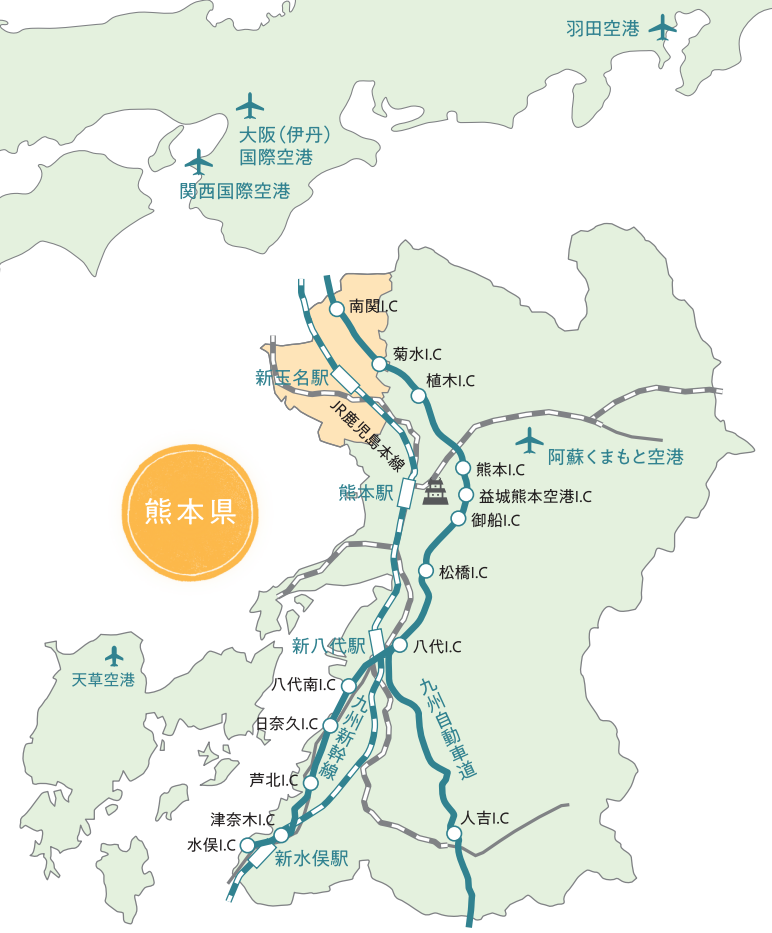 羽田空港
大阪（伊丹）
国際空港
関西国際空港
南関I.C
菊水I.C
新玉名駅
植木I.C
JR鹿児島本線
阿蘇くまもと空港
熊本I.C
熊本駅
益城熊本空港I.C
熊本県
御船I.C
松橋I.C
新八代駅
八代I.C
天草空港
八代南I.C
九州自動車道
日奈久I.C
九州新幹線
芦北I.C
津奈木I.C
人吉I.C
水俣I.C
新水俣駅